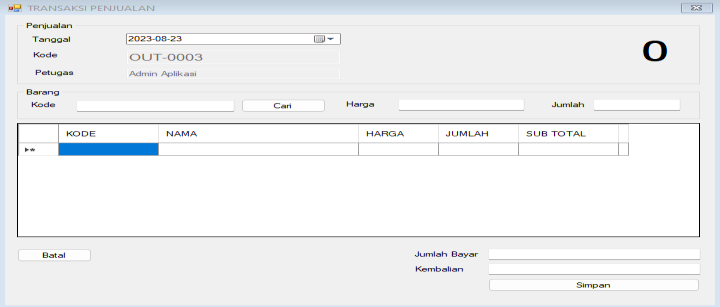 TRANSAKSI PENJUALAN
Penjualan
Tanggal 2023-08-23
Kode OUT-0003
Petugas Admin Aplikasi
0
Barang
Kode Cari Harga Jumlah
KODE NAMA HARGA JUMLAH SUB TOTAL
Batal
Jumlah Bayar
Kembalian
Simpan